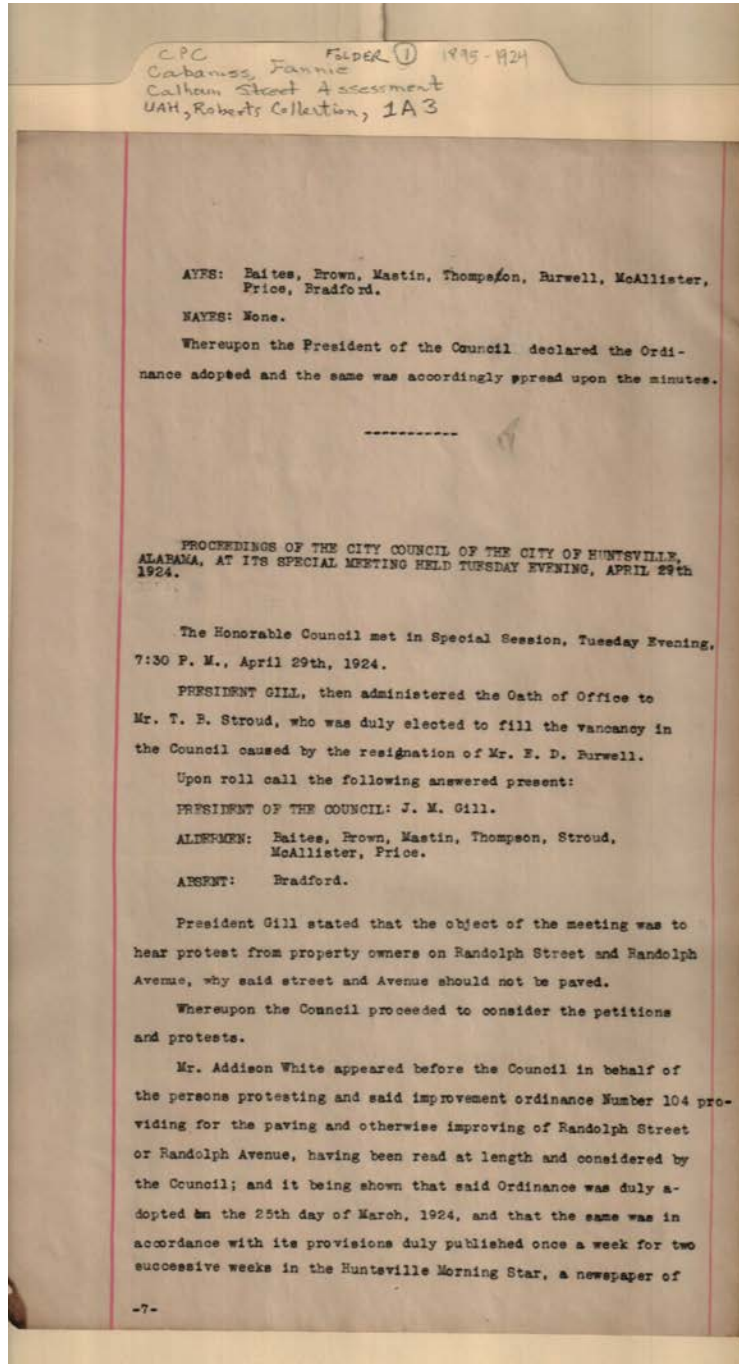 CPC FOLDER 1 1895-1924
Cabaniss, Fannie
Calhoun Street Assessment
UAH, Roberts Collection, 1A3
AYES: Baites, Brown, Mastin, Thompson, Burwell, McAllister,
Price, Bradford.
NAYES: None.
Whereupon the President of the Council declared the Ordi-
nance adopted and the same was accordingly spread upon the minutes.
-----------
PROCEEDINGS OF THE CITY COUNCIL OF THE CITY OF HUNTSVILLE,
ALABAMA, AT ITS SPECIAL MEETING HELD TUESDAY EVENING, APRIL 29th
1924.
The Honorable Council met in Special Session, Tuesday Evening,
7:30 P. M., April 29th, 1924.
PRESIDENT GILL, then administered the Oath of Office to
Mr. T. B. Stroud, who was duly elected to fill the vancancy in
the Council caused by the resignation of Mr. E. D. Burwell.
Upon roll call the following answered present:
PRESIDENT OF THE COUNCIL: J. M. Gill.
ALDERMEN: Baites, Brown, Mastin, Thompson, Stroud,
McAllister, Price.
ABSENT: Bradford.
President Gill stated that the object of the meeting was to
hear protest from property owners on Randolph Street and Randolph
Avenue, why said street and Avenue should not be paved.
Whereupon the Council proceeded to consider the petitions
and protests.
Mr. Addison White appeared before the Council in behalf of
the persons protesting and said improvement ordinance Number 104 pro-
viding for the paving and otherwise improving of Randolph Street
or Randolph Avenue, having been read at length and considered by
the Council; and it being shown that said Ordinance was duly a-
dopted on the 25th day of March, 1924, and that the same was in
accordance with its provisions duly published once a week for two
successive weeks in the Huntsville Morning Star, a newspaper of
-7-